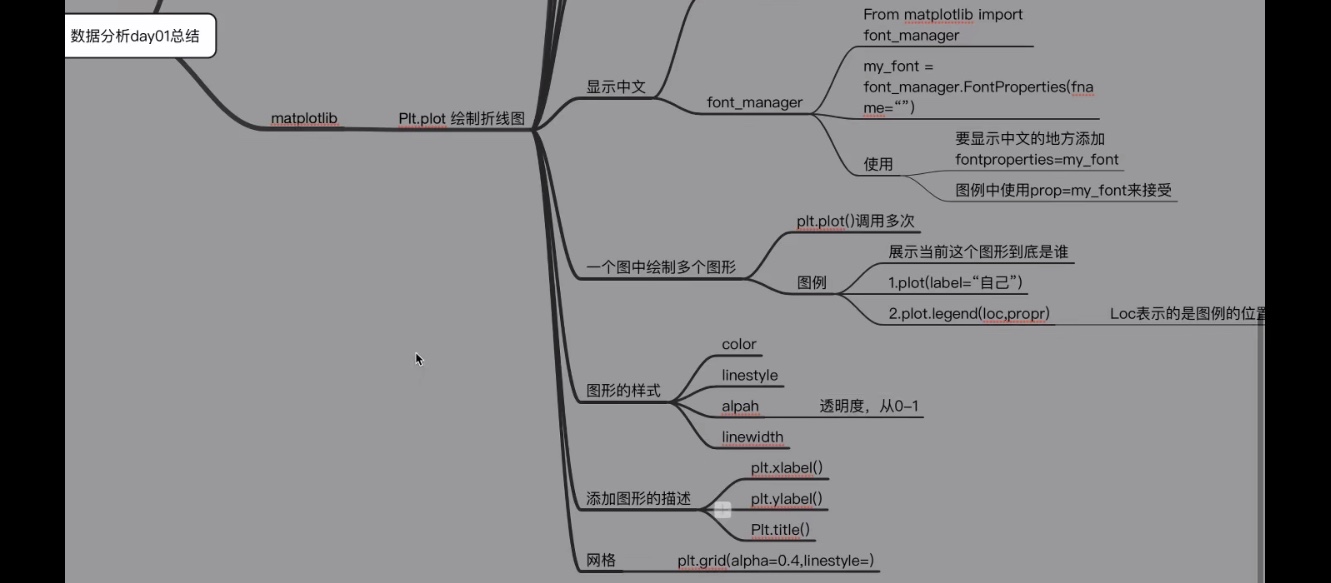 数据分析day01总结
matplotlib
Plt.plot 绘制折线图
显示中文
font_manager
From matplotlib import
font_manager
my_font =
font_manager.FontProperties(fna
me=“”)
使用
要显示中文的地方添加
fontproperties=my_font
图例中使用prop=my_font来接受
一个图中绘制多个图形
plt.plot()调用多次
图例
展示当前这个图形到底是谁
1.plot(label=“自己”)
2.plot.legend(loc,propr)
Loc表示的是图例的位置
图形的样式
color
linestyle
alpah
透明度，从0–1
linewidth
添加图形的描述
plt.xlabel()
plt.ylabel()
Plt.title()
网格
plt.grid(alpha=0.4,linestyle=)